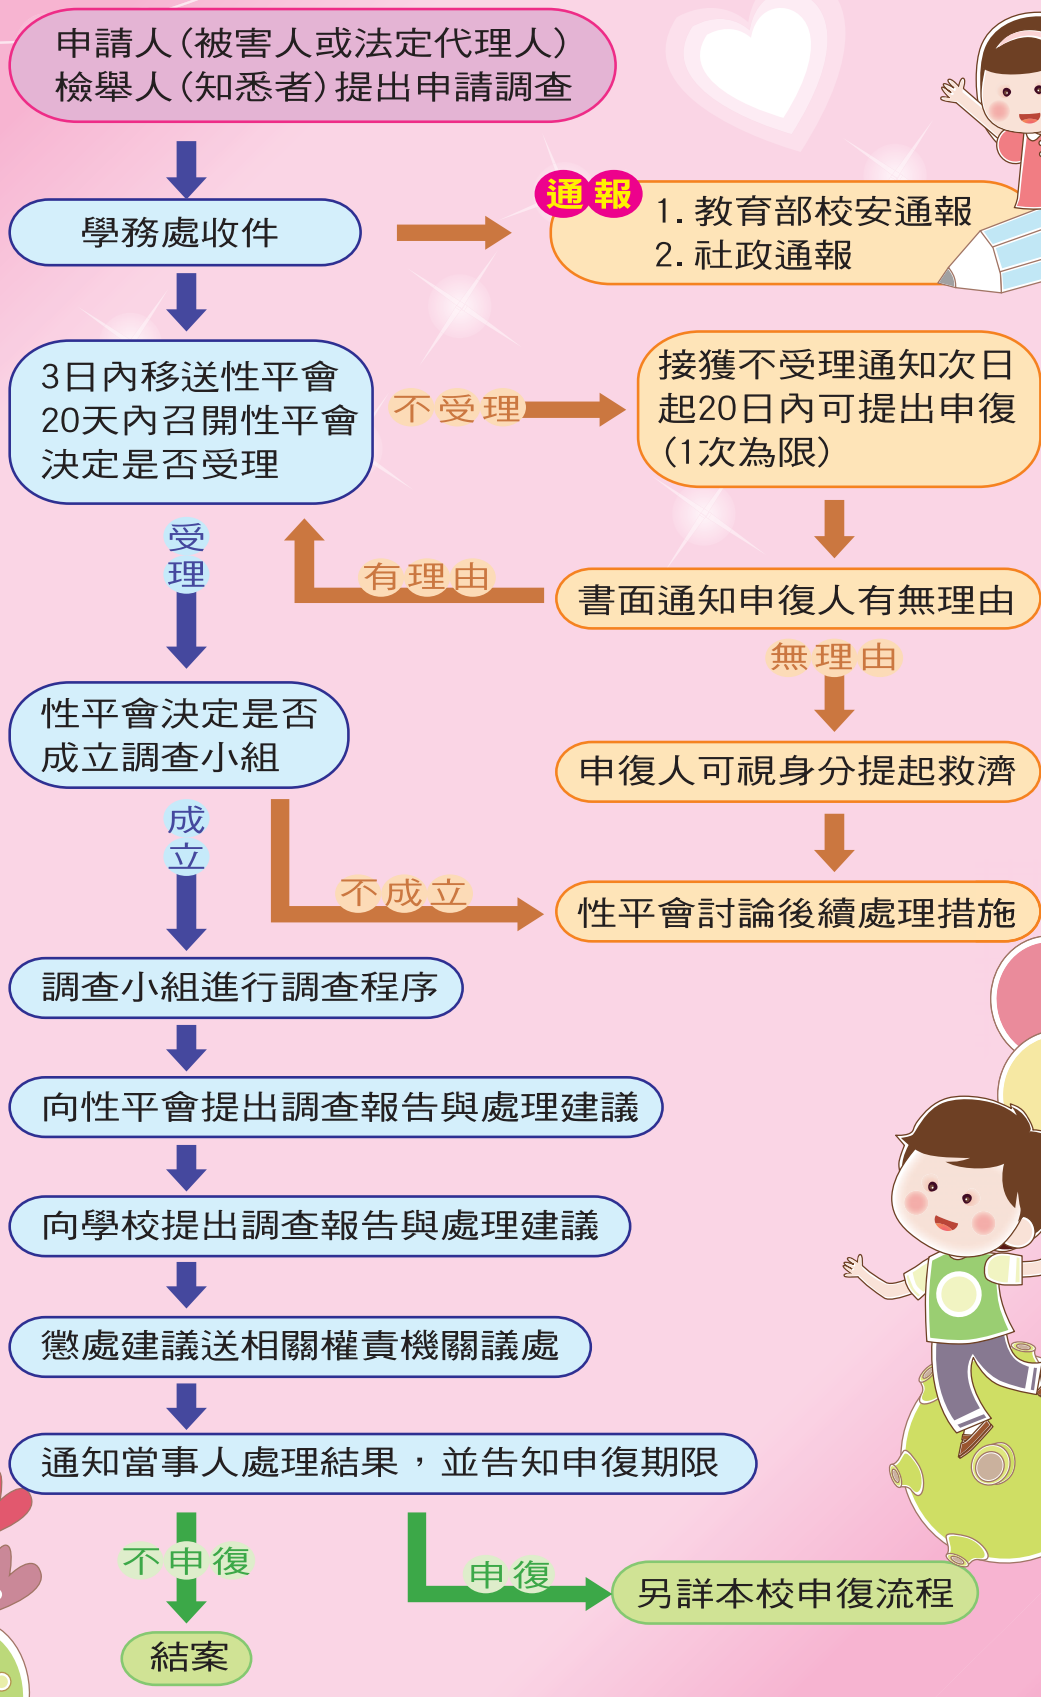 申請人(被害人或法定代理人)
檢舉人(知悉者)提出申請調查
學務處收件
通報
1. 教育部校安通報
2. 社政通報
3日內移送性平會
20天內召開性平會
決定是否受理
不受理
接獲不受理通知次日
起20日內可提出申復
(1次為限)
受理
有理由
書面通知申復人有無理由
無理由
性平會決定是否
成立調查小組
申復人可視身分提起救濟
成立
不成立
性平會討論後續處理措施
調查小組進行調查程序
向性平會提出調查報告與處理建議
向學校提出調查報告與處理建議
懲處建議送相關權責機關議處
通知當事人處理結果，並告知申復期限
不申復
申復
另詳本校申復流程
結案